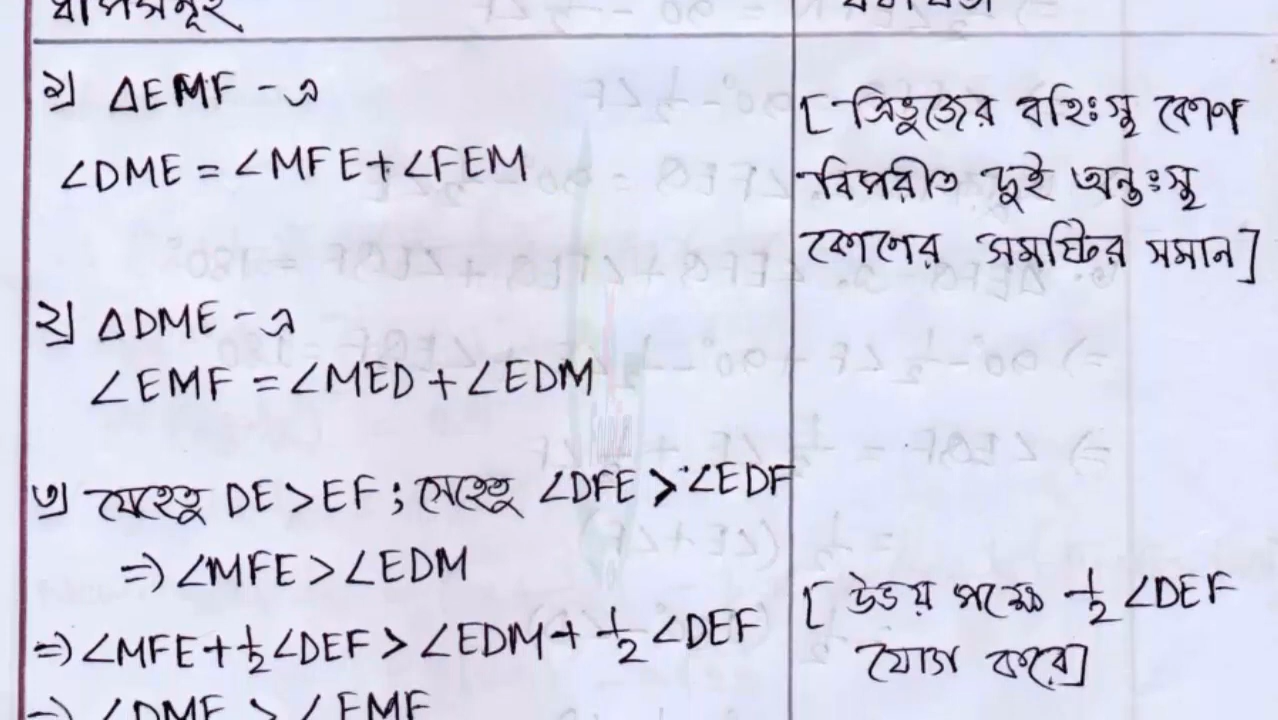 ধাপসমূহ
যথার্থতা
১) ΔEMF - এ
∠DME = ∠MFE + ∠FEM
[ ত্রিভুজের বহিঃস্থ কোণ
বিপরীত দুই অন্তঃস্থ
কোণের সমষ্টির সমান ]
২) ΔDME - এ
∠EMF = ∠MED + ∠EDM
৩) যেহেতু DE > EF ; সেহেতু ∠DFE > ∠EDF
⇒) ∠MFE > ∠EDM
⇒) ∠MFE + ½ ∠DEF > ∠EDM + ½ ∠DEF
[ উভয় পক্ষে ½ ∠DEF
যোগ করে ]
⇒) ∠DME > ∠EMF